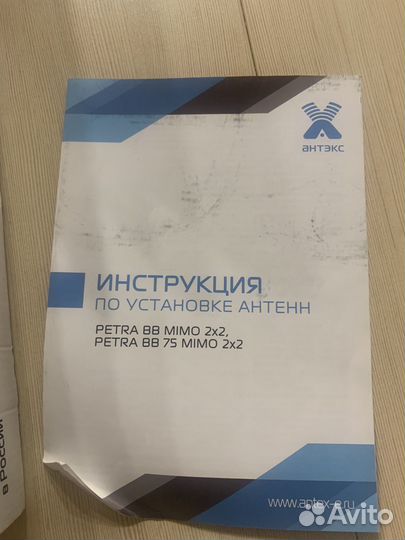 антэкс
ИНСТРУКЦИЯ
ПО УСТАНОВКЕ АНТЕНН
PETRA BB MIMO 2x2,
PETRA BB 75 MIMO 2x2
в России
www.antex-e.ru
Avito